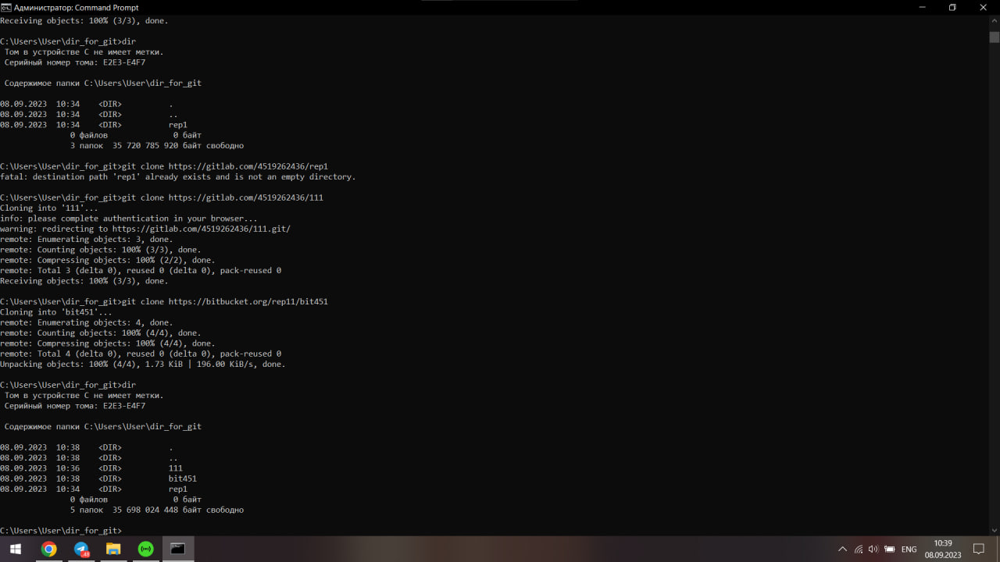 Администратор: Command Prompt
Receiving objects: 100% (3/3), done.
C:\Users\User\dir_for_git>dir
Том в устройстве C не имеет метки.
Серийный номер тома: E2E3-E4F7
Содержимое папки C:\Users\User\dir_for_git
08.09.2023  10:34    <DIR>          .
08.09.2023  10:34    <DIR>          ..
08.09.2023  10:34    <DIR>          rep1
0 файлов              0 байт
3 папок  35 720 785 920 байт свободно
C:\Users\User\dir_for_git>git clone https://gitlab.com/4519262436/rep1
fatal: destination path 'rep1' already exists and is not an empty directory.
C:\Users\User\dir_for_git>git clone https://gitlab.com/4519262436/111
Cloning into '111'...
info: please complete authentication in your browser...
warning: redirecting to https://gitlab.com/4519262436/111.git/
remote: Enumerating objects: 3, done.
remote: Counting objects: 100% (3/3), done.
remote: Compressing objects: 100% (2/2), done.
remote: Total 3 (delta 0), reused 0 (delta 0), pack-reused 0
Receiving objects: 100% (3/3), done.
C:\Users\User\dir_for_git>git clone https://bitbucket.org/rep11/bit451
Cloning into 'bit451'...
remote: Enumerating objects: 4, done.
remote: Counting objects: 100% (4/4), done.
remote: Compressing objects: 100% (4/4), done.
remote: Total 4 (delta 0), reused 0 (delta 0), pack-reused 0
Unpacking objects: 100% (4/4), 1.73 KiB | 196.00 KiB/s, done.
C:\Users\User\dir_for_git>dir
Том в устройстве C не имеет метки.
Серийный номер тома: E2E3-E4F7
Содержимое папки C:\Users\User\dir_for_git
08.09.2023  10:38    <DIR>          .
08.09.2023  10:38    <DIR>          ..
08.09.2023  10:36    <DIR>          111
08.09.2023  10:38    <DIR>          bit451
08.09.2023  10:34    <DIR>          rep1
0 файлов              0 байт
5 папок  35 698 024 448 байт свободно
C:\Users\User\dir_for_git>
48
ENG
10:39
08.09.2023